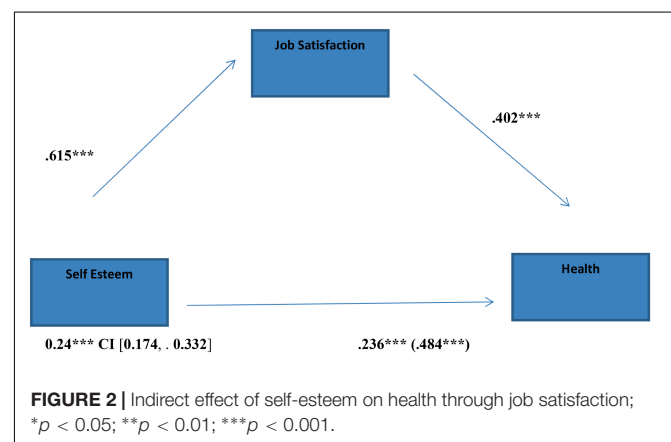 Job Satisfaction
.615***
.402***
Self Esteem
Health
0.24*** CI [0.174, . 0.332]
.236*** (.484***)
FIGURE 2 | Indirect effect of self-esteem on health through job satisfaction;
*p < 0.05; **p < 0.01; ***p < 0.001.